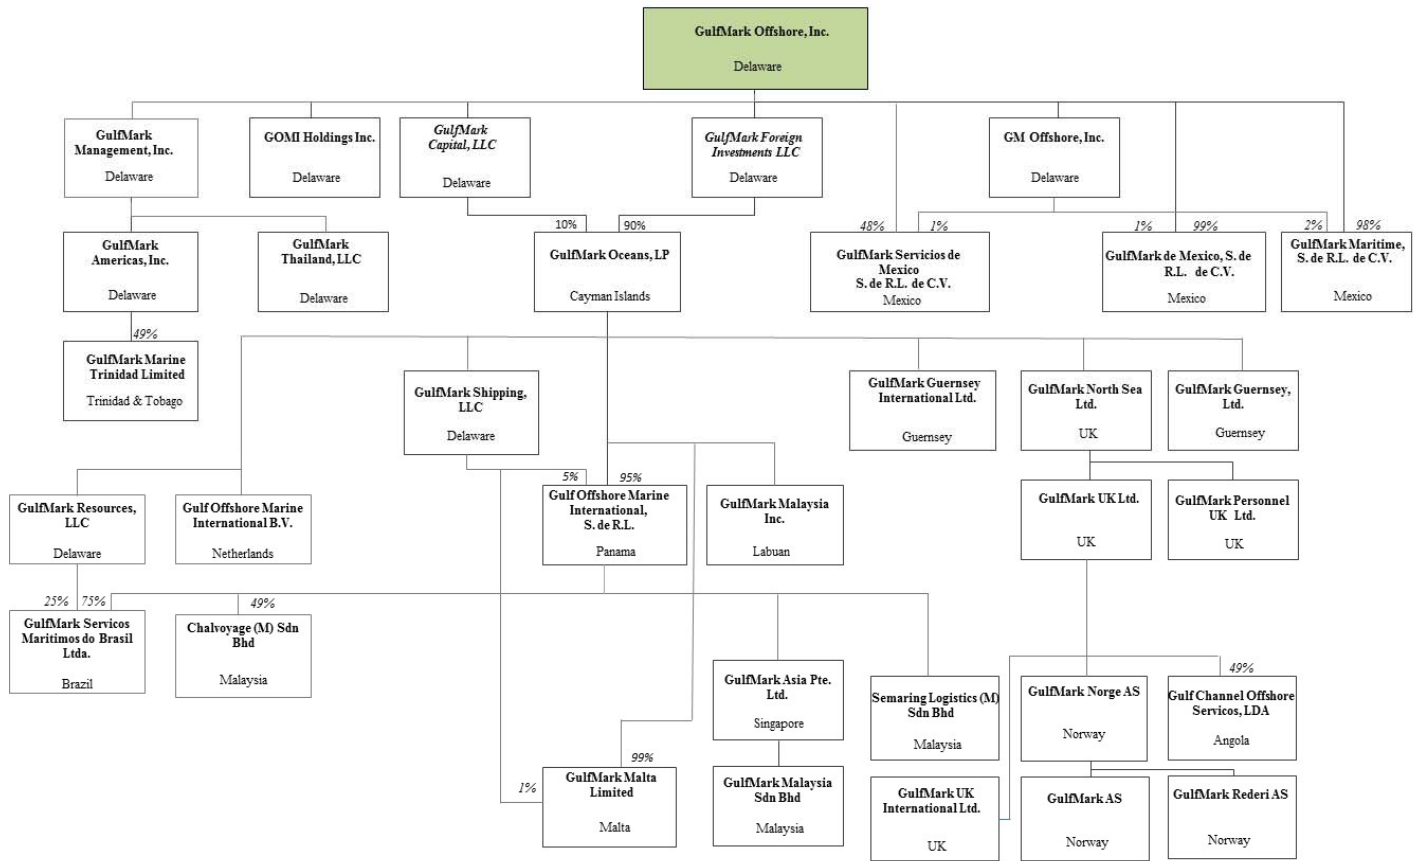 GulfMark Offshore, Inc.
Delaware
GulfMark
Management, Inc.
Delaware
GOMI Holdings Inc.
Delaware
GulfMark
Capital, LLC
Delaware
GulfMark Foreign
Investments LLC
Delaware
GM Offshore, Inc.
Delaware
10%
90%
48%
1%
1%
99%
2%
98%
GulfMark
Americas, Inc.
Delaware
GulfMark
Thailand, LLC
Delaware
GulfMark Oceans, LP
Cayman Islands
GulfMark Servicios de
Mexico
S. de R.L. de C.V.
Mexico
GulfMark de Mexico, S. de
R.L. de C.V.
Mexico
GulfMark Maritime,
S. de R.L. de C.V.
Mexico
49%
GulfMark Marine
Trinidad Limited
Trinidad & Tobago
GulfMark Shipping,
LLC
Delaware
GulfMark Guernsey
International Ltd.
Guernsey
GulfMark North Sea
Ltd.
UK
GulfMark Guernsey,
Ltd.
Guernsey
5%
95%
GulfMark Resources,
LLC
Delaware
Gulf Offshore Marine
International B.V.
Netherlands
Gulf Offshore Marine
International,
S. de R.L.
Panama
GulfMark Malaysia
Inc.
Labuan
GulfMark UK Ltd.
UK
GulfMark Personnel
UK Ltd.
UK
25%
75%
49%
GulfMark Servicos
Maritimos do Brasil
Ltda.
Brazil
Chalvoyage (M) Sdn
Bhd
Malaysia
GulfMark Asia Pte.
Ltd.
Singapore
Semaring Logistics (M)
Sdn Bhd
Malaysia
GulfMark Norge AS
Norway
49%
Gulf Channel Offshore
Servicos, LDA
Angola
99%
1%
GulfMark Malta
Limited
Malta
GulfMark Malaysia
Sdn Bhd
Malaysia
GulfMark UK
International Ltd.
UK
GulfMark AS
Norway
GulfMark Rederi AS
Norway